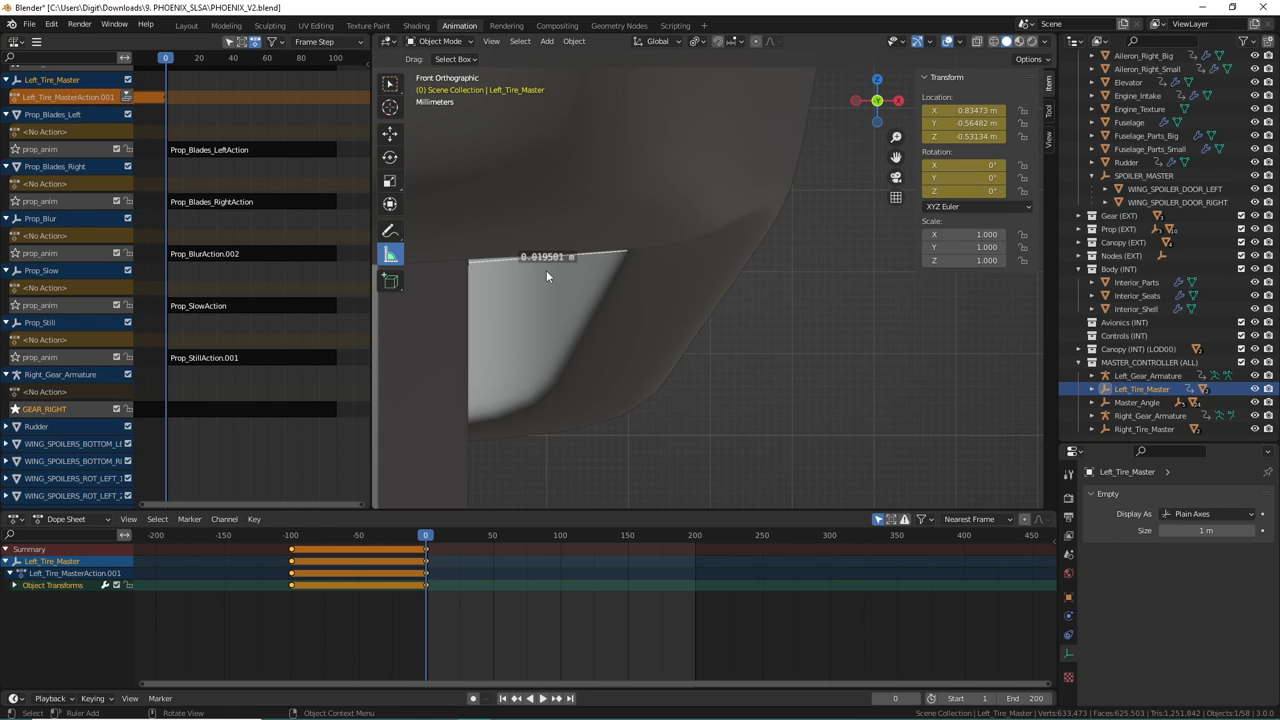 Blender* [C:\Users\Digit\Downloads\9. PHOENIX_SLSA\PHOENIX_V2.blend]
File Edit Render Window Help Layout Modeling Sculpting UV Editing Texture Paint Shading Animation Rendering Compositing Geometry Nodes Scripting + Scene ViewLayer
Frame Step Object Mode View Select Add Object Global
Drag: Select Box Options
0 20 40 60 80 100
Left_Tire_Master
Left_Tire_MasterAction.001
Prop_Blades_Left
<No Action>
prop_anim Prop_Blades_LeftAction
Prop_Blades_Right
<No Action>
prop_anim Prop_Blades_RightAction
Prop_Blur
<No Action>
prop_anim Prop_BlurAction.002
Prop_Slow
<No Action>
prop_anim Prop_SlowAction
Prop_Still
<No Action>
prop_anim Prop_StillAction.001
Right_Gear_Armature
<No Action>
GEAR_RIGHT
Rudder
WING_SPOILERS_BOTTOM_LE
WING_SPOILERS_BOTTOM_RI
WING_SPOILERS_ROT_LEFT_1
WING_SPOILERS_ROT_LEFT_2
Front Orthographic
(0) Scene Collection | Left_Tire_Master
Millimeters
0.019501 m
Z
Y X
Transform
Location:
X 0.83473 m
Y -0.56482 m
Z -0.53134 m
Rotation:
X 0°
Y 0°
Z 0°
XYZ Euler
Scale:
X 1.000
Y 1.000
Z 1.000
Item
Tool
View
Aileron_Right_Big
Aileron_Right_Small
Elevator
Engine_Intake
Engine_Texture
Fuselage
Fuselage_Parts_Big
Fuselage_Parts_Small
Rudder
SPOILER_MASTER
WING_SPOILER_DOOR_LEFT
WING_SPOILER_DOOR_RIGHT
Gear (EXT)
Prop (EXT)
Canopy (EXT)
Nodes (EXT)
Body (INT)
Interior_Parts
Interior_Seats
Interior_Shell
Avionics (INT)
Controls (INT)
Canopy (INT) (LOD00)
MASTER_CONTROLLER (ALL)
Left_Gear_Armature
Left_Tire_Master
Master_Angle
Right_Gear_Armature
Right_Tire_Master
Left_Tire_Master
Empty
Display As Plain Axes
Size 1 m
Dope Sheet View Select Marker Channel Key Nearest Frame
-200 -150 -100 -50 0 50 100 150 200 250 300 350 400 450
Summary
Left_Tire_Master
Left_Tire_MasterAction.001
Object Transforms
Playback Keying View Marker 0 Start 1 End 200
Select Ruler Add Rotate View Object Context Menu Scene Collection | Left_Tire_Master Verts:633,473 | Faces:625,503 | Tris:1,251,842 | Objects:1/58 | 3.0.0